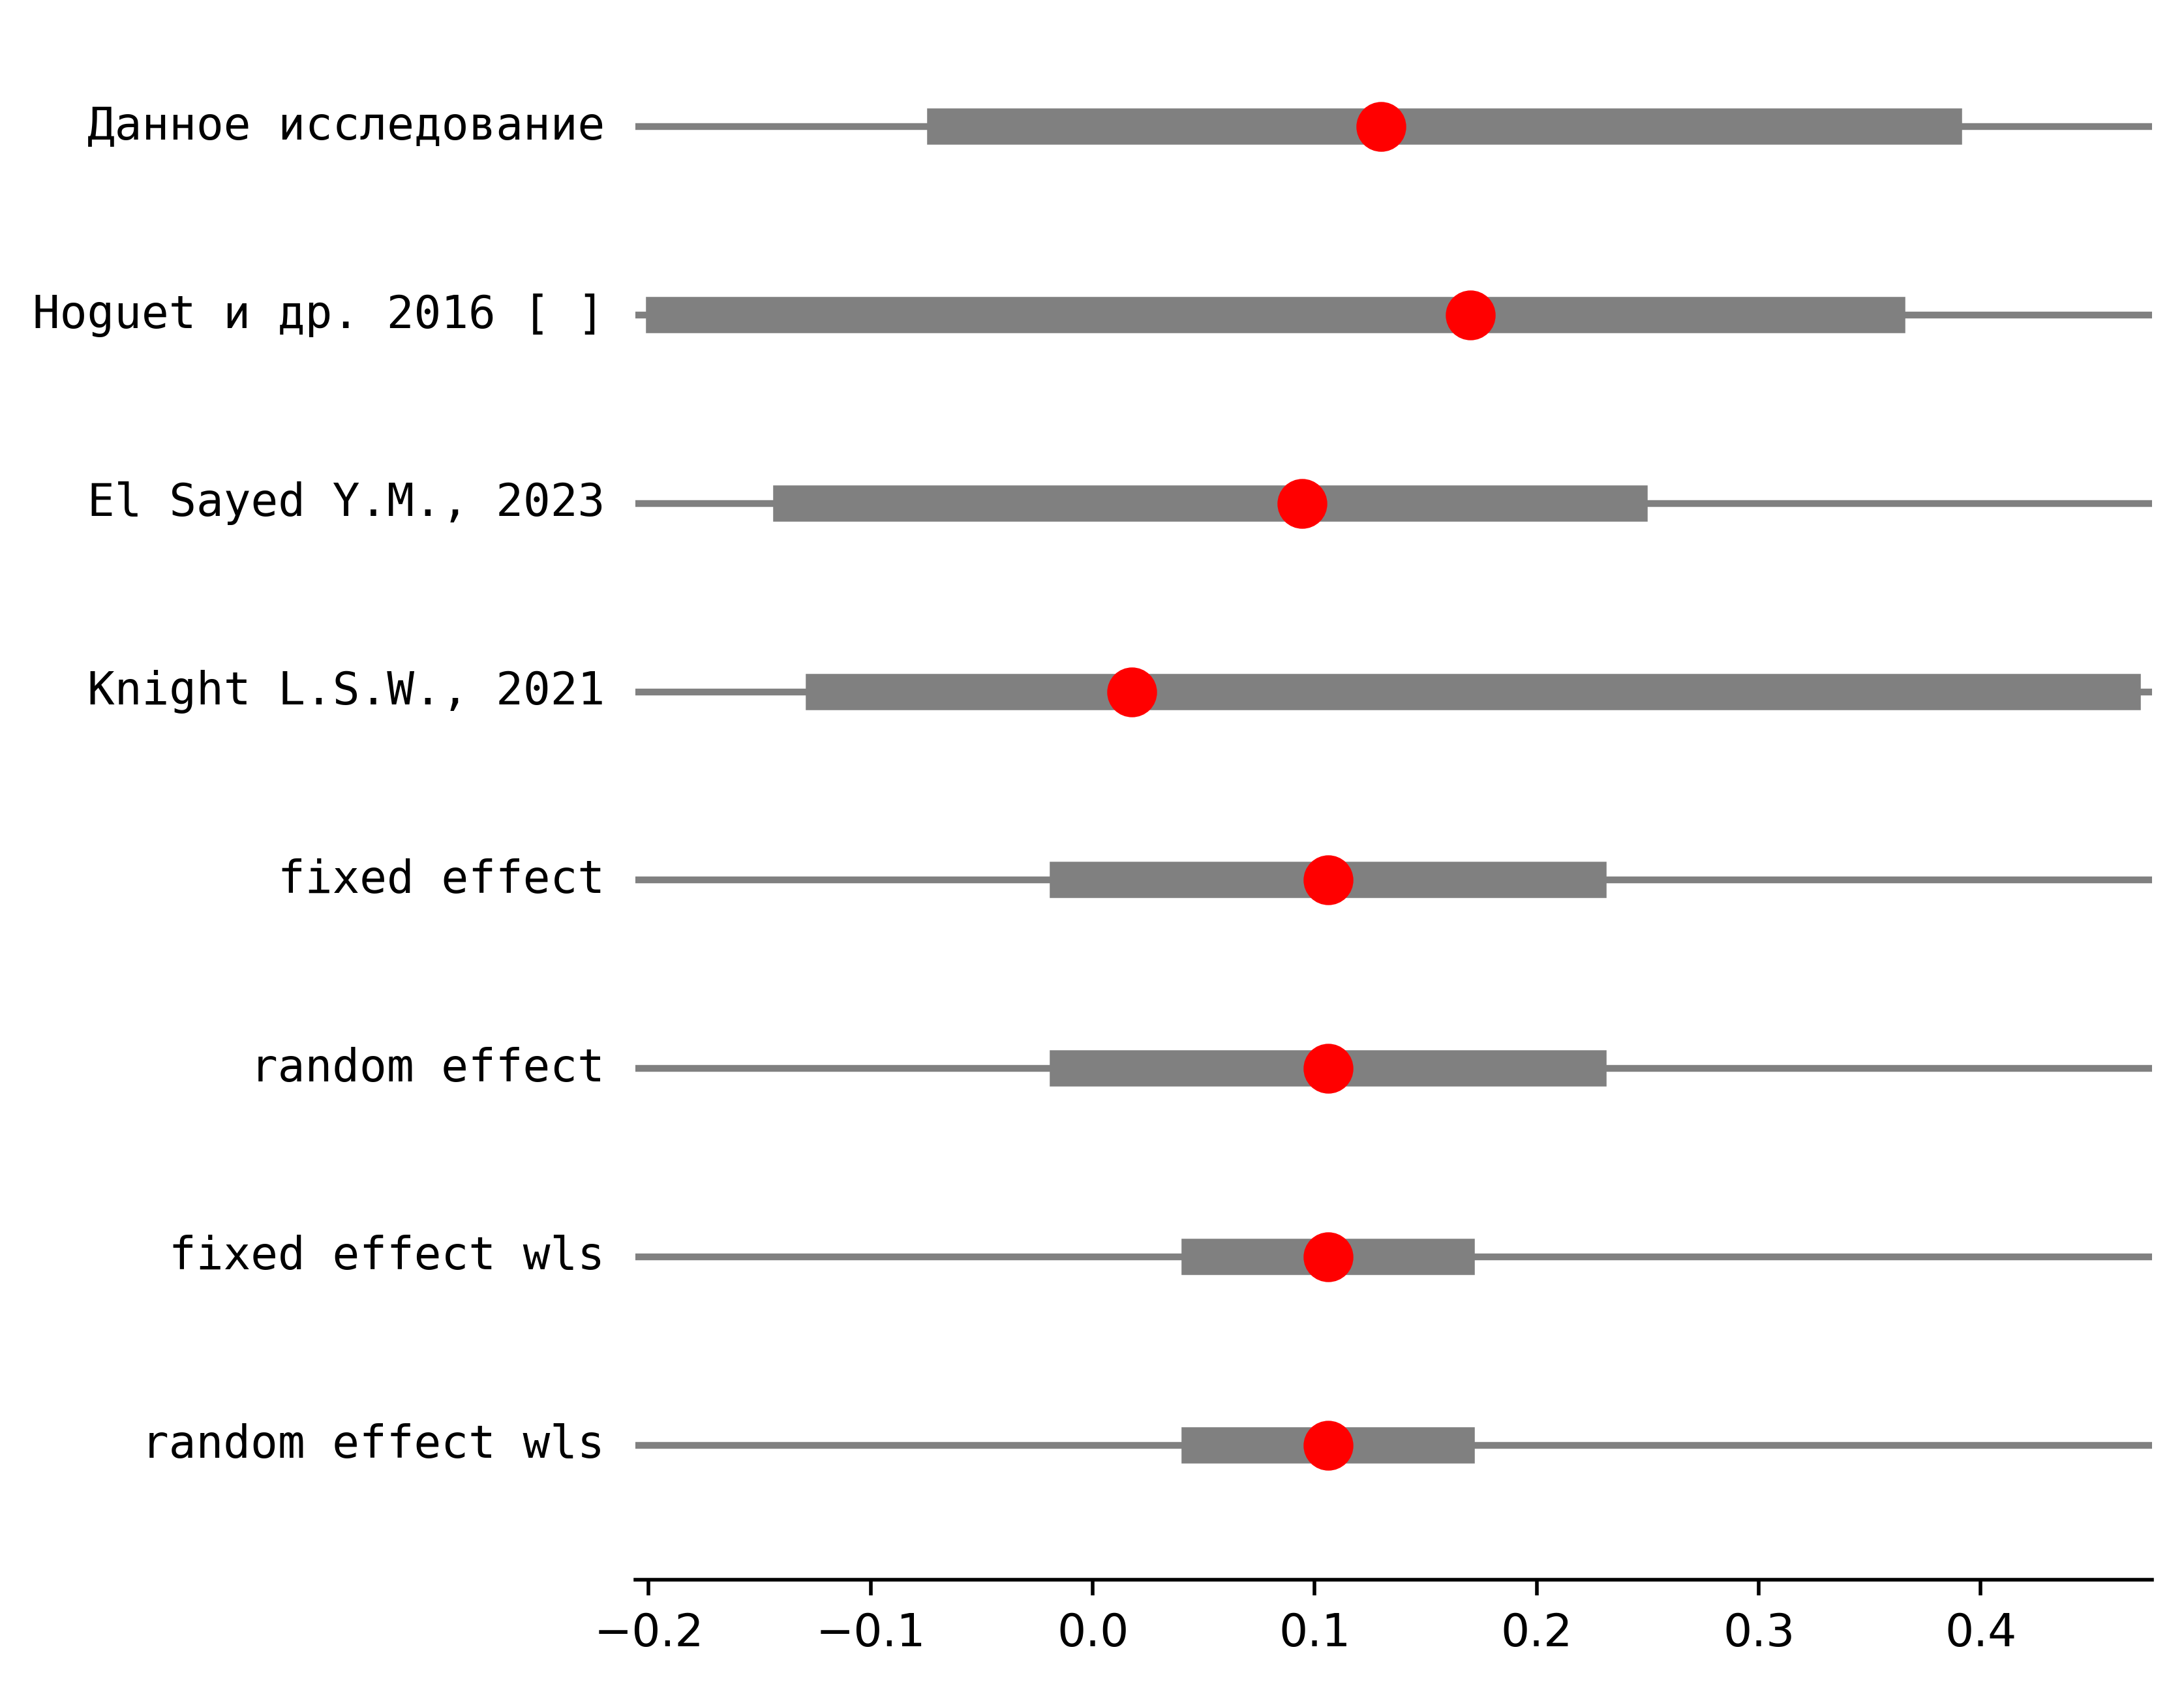 Данное исследование
Hoguet и др. 2016 [ ]
El Sayed Y.M., 2023
Knight L.S.W., 2021
fixed effect
random effect
fixed effect wls
random effect wls
−0.2 −0.1 0.0 0.1 0.2 0.3 0.4